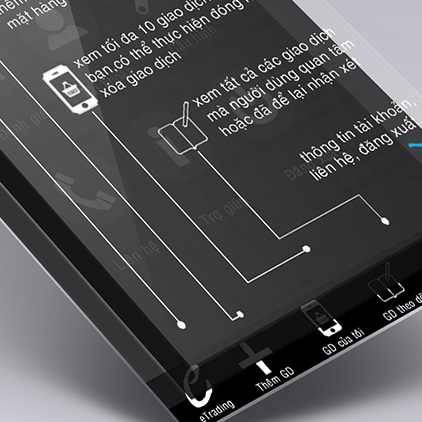 mặt hàng
xem tối đa 10 giao dịch
bạn có thể thực hiện đóng
xóa giao dịch
xem tất cả các giao dịch
mà người dùng quan tâm
hoặc đã để lại nhận xét
thông tin tài khoản,
liên hệ, đăng xuất
Trợ giúp
Liên hệ
eTrading
Thêm GD
GD của tôi
GD theo